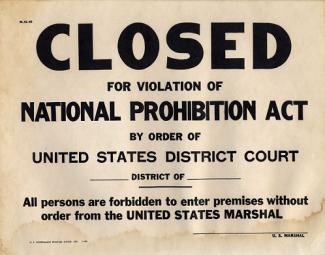 CLOSED
FOR VIOLATION OF
NATIONAL PROHIBITION ACT
BY ORDER OF
UNITED STATES DISTRICT COURT
DISTRICT OF
All persons are forbidden to enter premises without
order from the UNITED STATES MARSHAL
U. S. MARSHAL